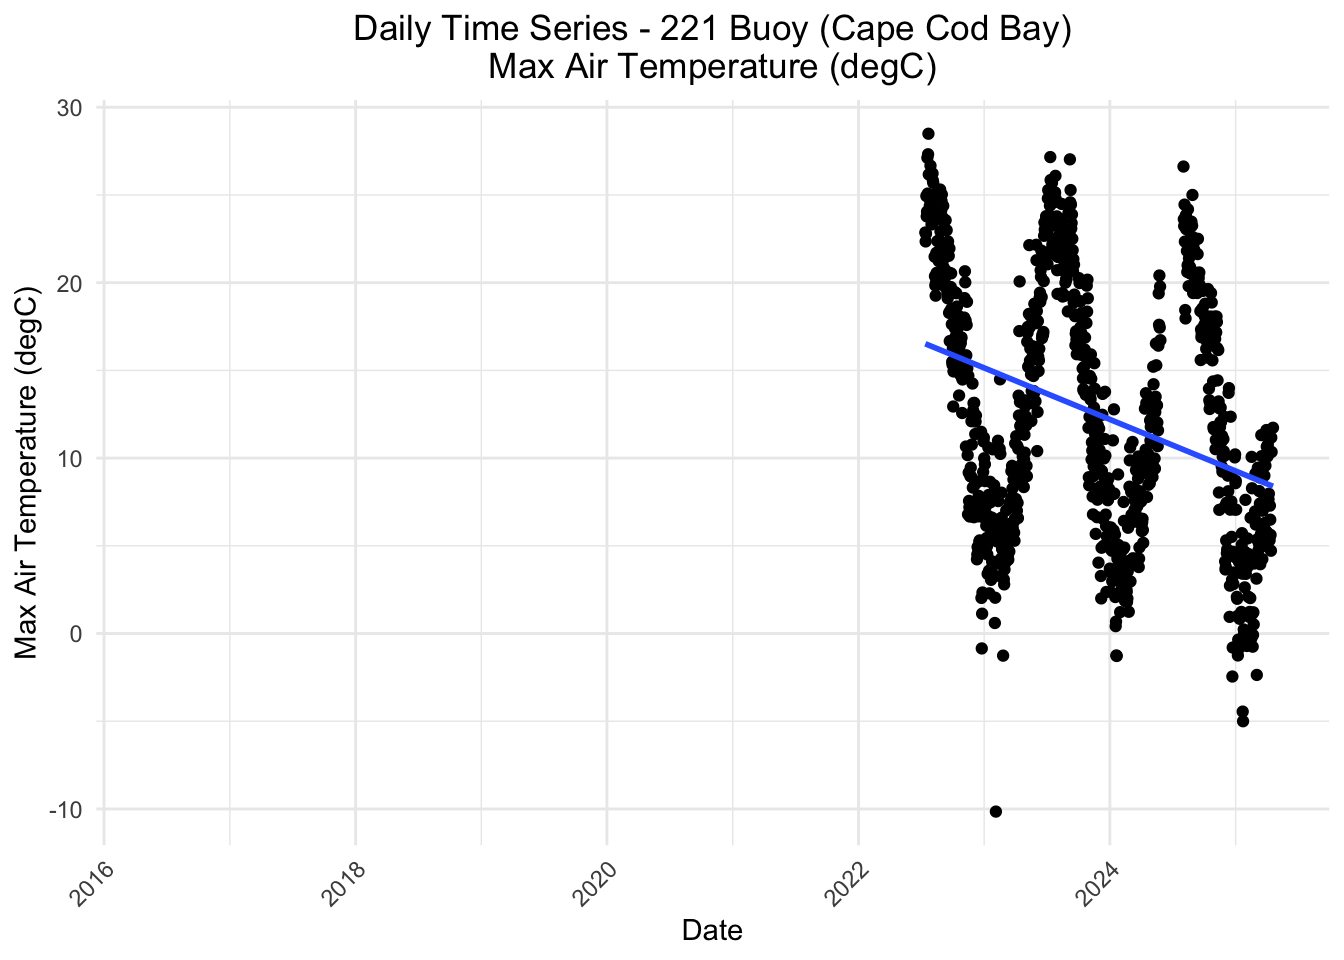 Daily Time Series - 221 Buoy (Cape Cod Bay)
Max Air Temperature (degC)
Max Air Temperature (degC)
30
20
10
0
-10
2016
2018
2020
2022
2024
Date